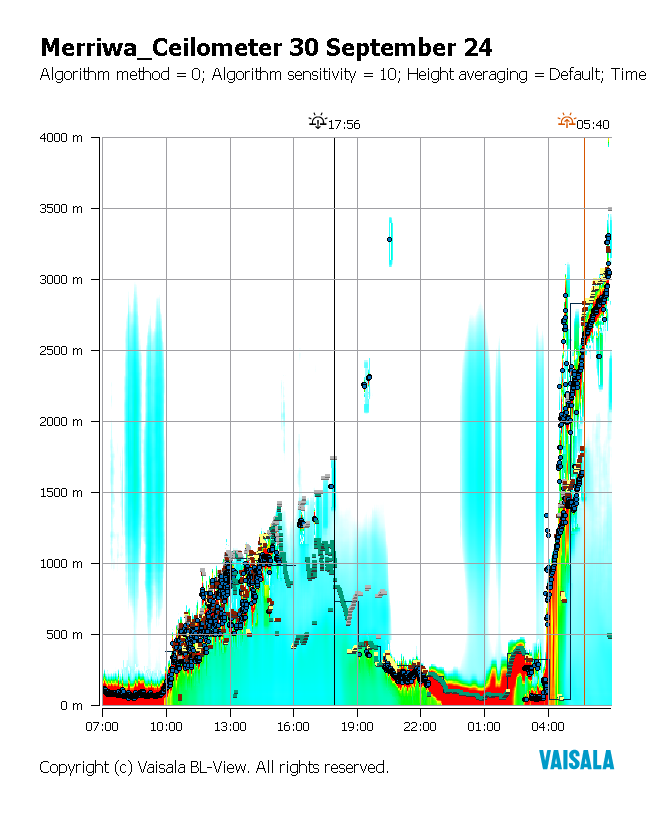 Merriwa_Ceilometer 30 September 24
Algorithm method = 0; Algorithm sensitivity = 10; Height averaging = Default; Time
17:56
05:40
4000 m
3500 m
3000 m
2500 m
2000 m
1500 m
1000 m
500 m
0 m
07:00 10:00 13:00 16:00 19:00 22:00 01:00 04:00
Copyright (c) Vaisala BL-View. All rights reserved.
VAISALA